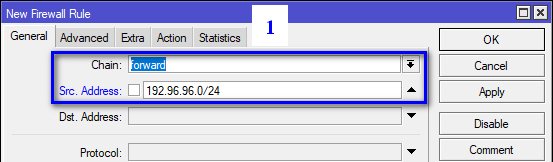 New Firewall Rule
General Advanced Extra Action Statistics 1
OK
Chain: forward
Cancel
Src. Address: 192.96.96.0/24
Apply
Dst. Address:
Disable
Protocol:
Comment